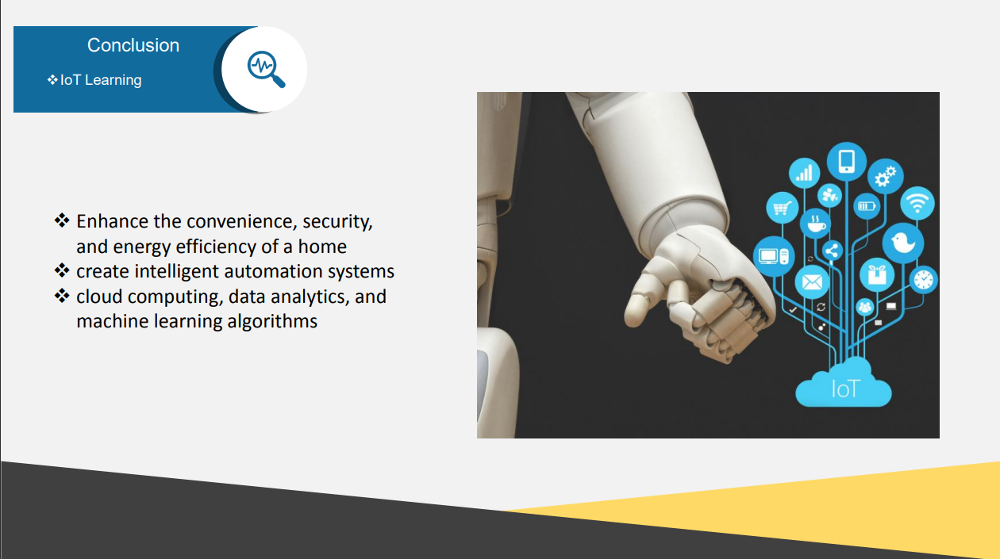 Conclusion
❖IoT Learning
❖ Enhance the convenience, security,
and energy efficiency of a home
❖ create intelligent automation systems
❖ cloud computing, data analytics, and
machine learning algorithms
IoT